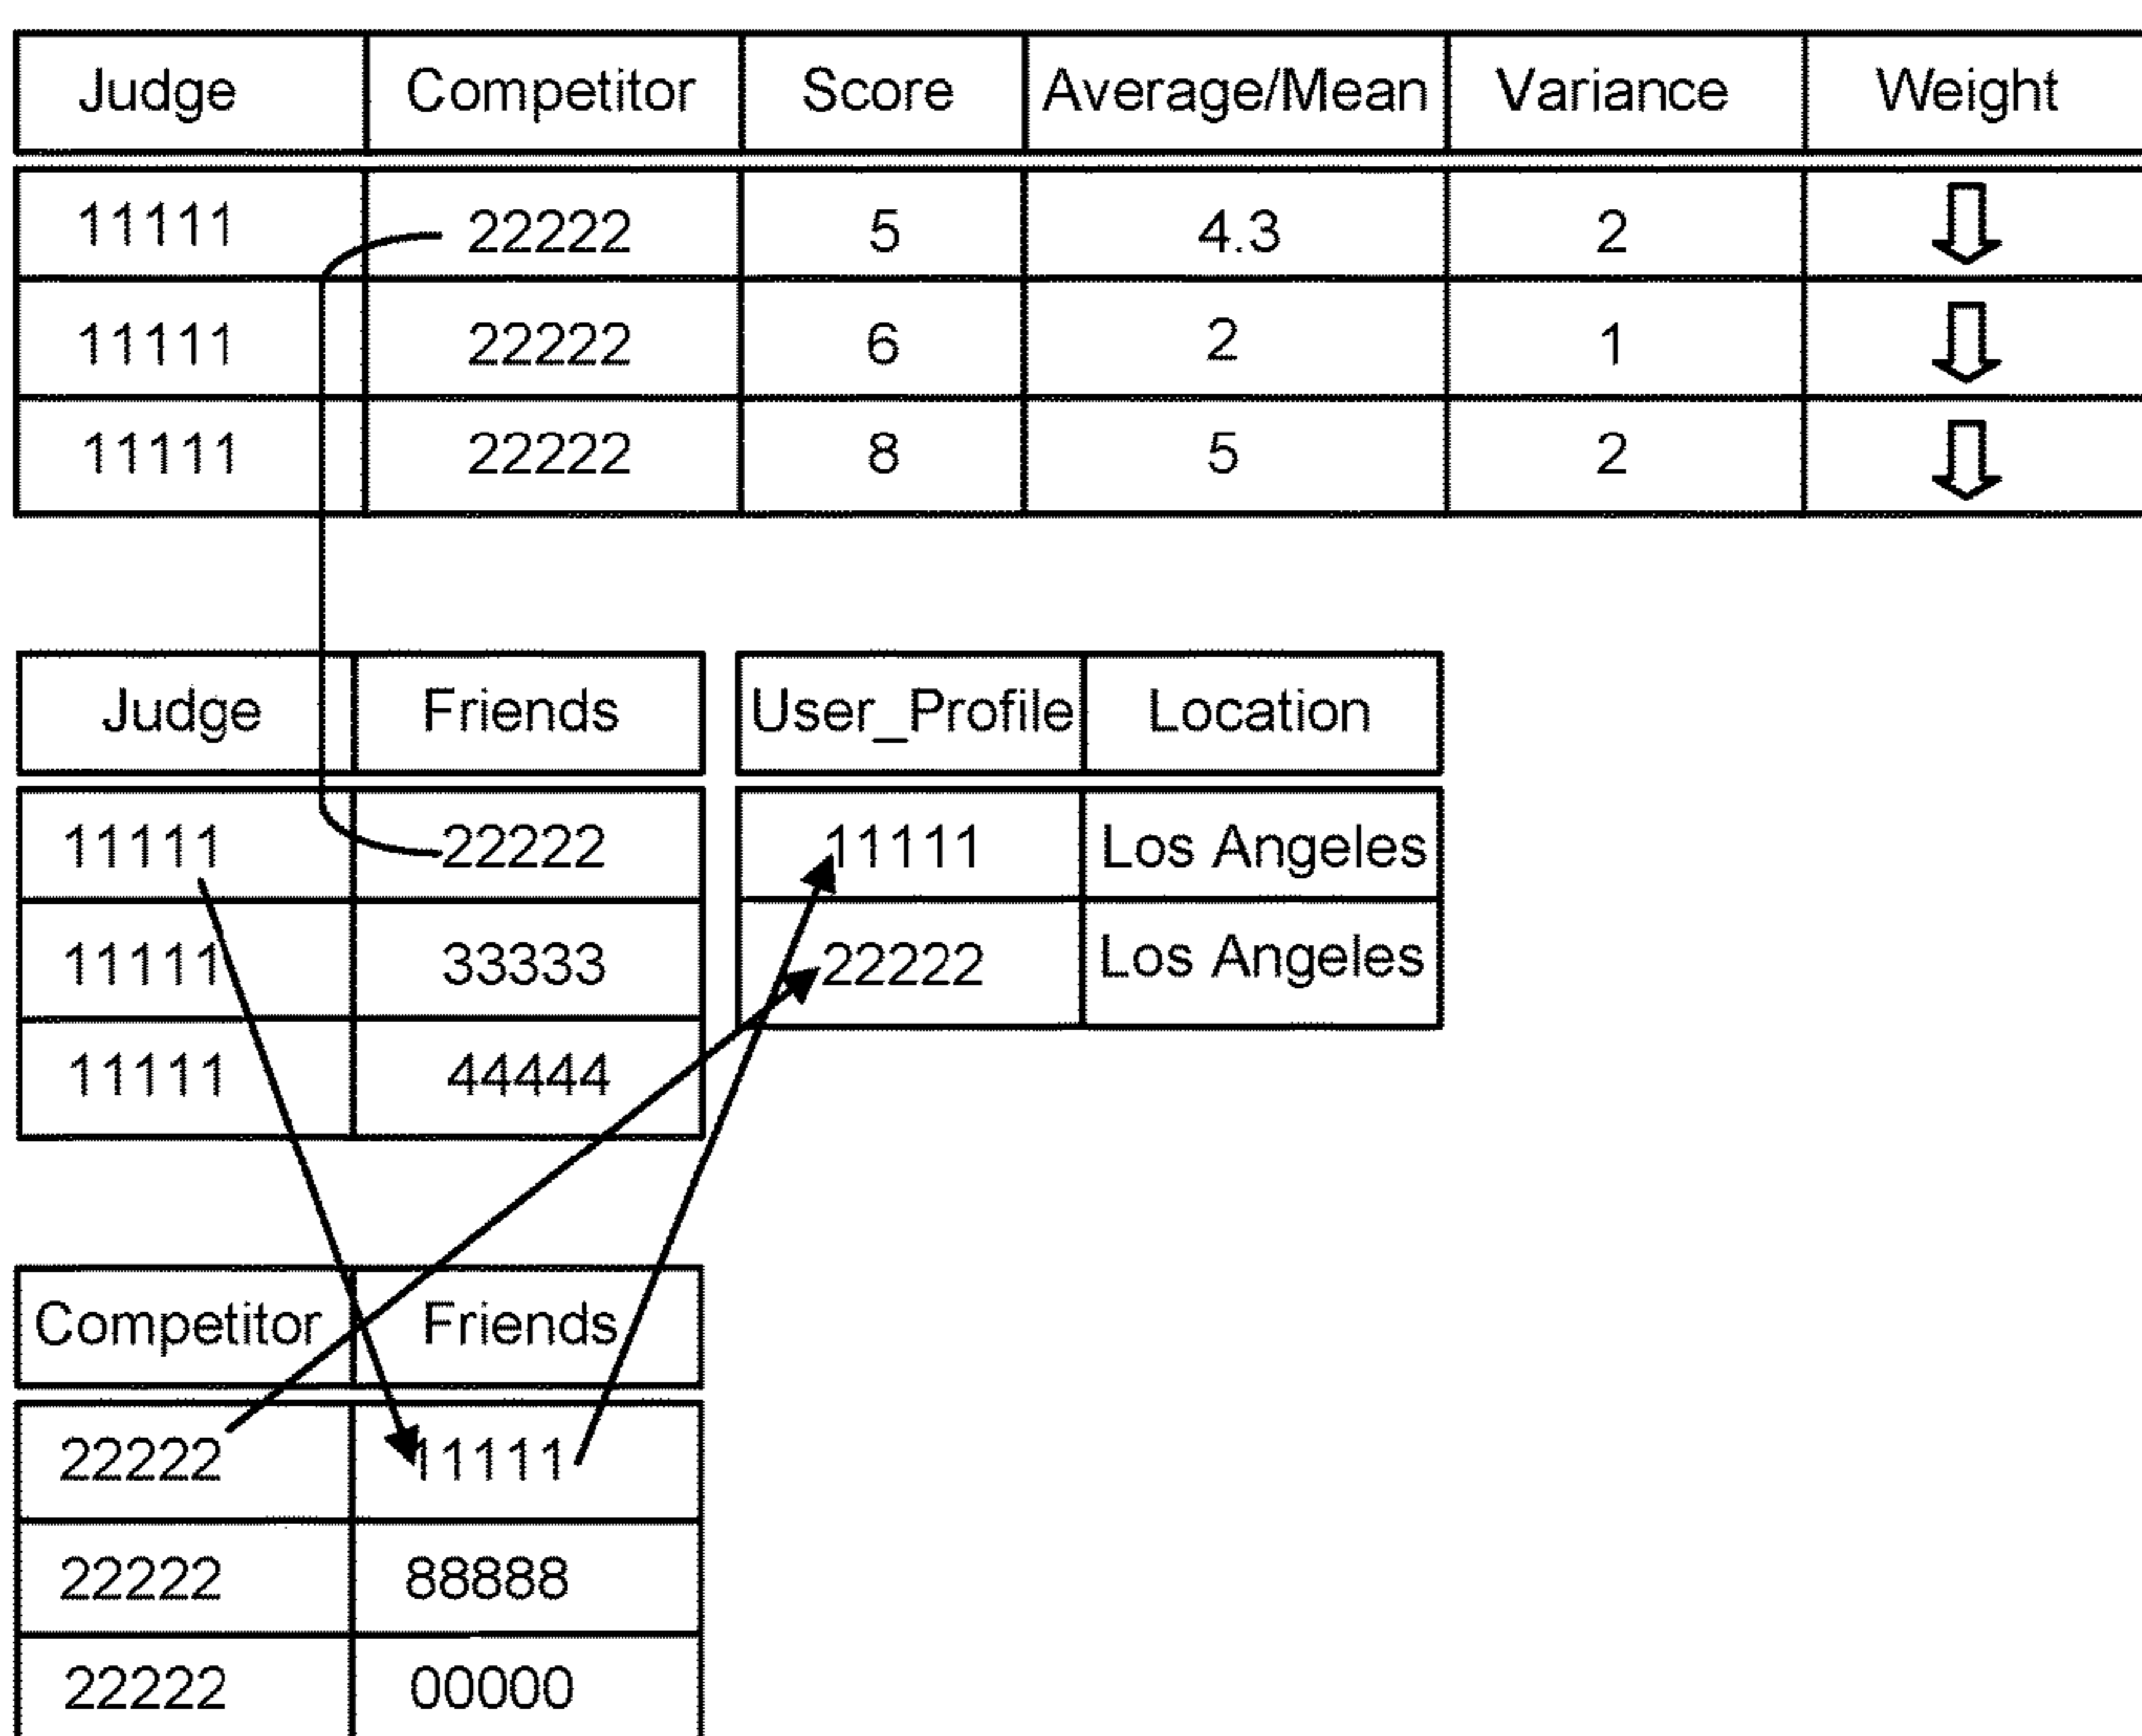 Judge Competitor Score Average/Mean Variance Weight
11111 22222 5 4.3 2
11111 22222 6 2 1
11111 22222 8 5 2
Judge Friends
11111 22222
11111 33333
11111 44444
User_Profile Location
11111 Los Angeles
22222 Los Angeles
Competitor Friends
22222 11111
22222 88888
22222 00000